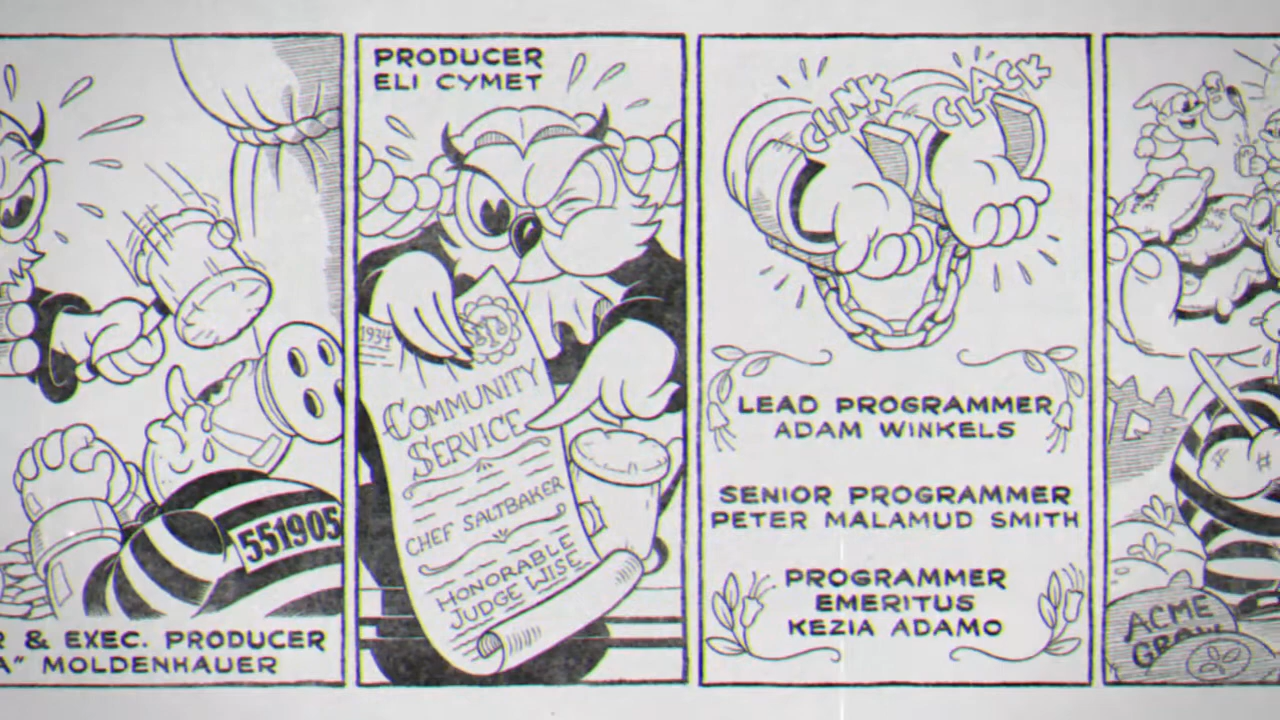 551905
R & EXEC. PRODUCER
A" MOLDENHAUER
PRODUCER
ELI CYMET
1934
COMMUNITY
SERVICE
CHEF SALTBAKER
HONORABLE
JUDGE WISE
CLINK
CLACK
LEAD PROGRAMMER
ADAM WINKELS
SENIOR PROGRAMMER
PETER MALAMUD SMITH
PROGRAMMER
EMERITUS
KEZIA ADAMO
ACME